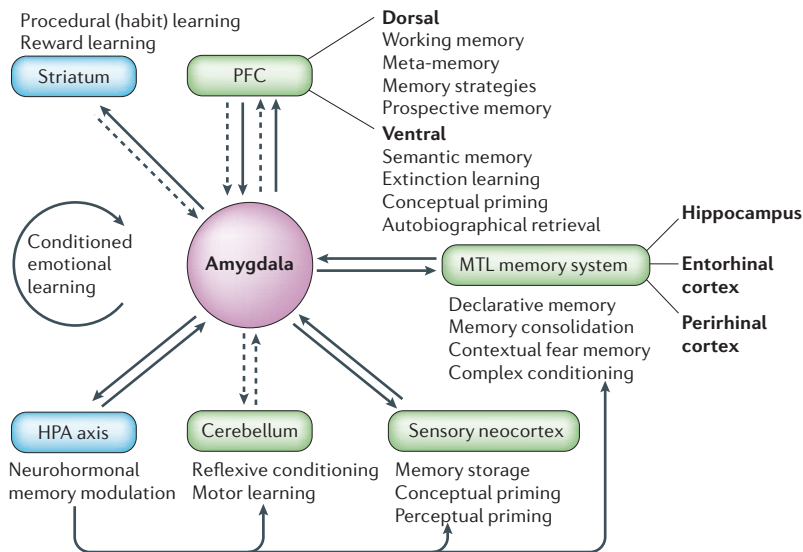 Procedural (habit) learning
Reward learning
Striatum
PFC
Dorsal
Working memory
Meta-memory
Memory strategies
Prospective memory
Ventral
Semantic memory
Extinction learning
Conceptual priming
Autobiographical retrieval
Conditioned
emotional
learning
Amygdala
MTL memory system
Hippocampus
Entorhinal
cortex
Perirhinal
cortex
Declarative memory
Memory consolidation
Contextual fear memory
Complex conditioning
HPA axis
Neurohormonal
memory modulation
Cerebellum
Reflexive conditioning
Motor learning
Sensory neocortex
Memory storage
Conceptual priming
Perceptual priming